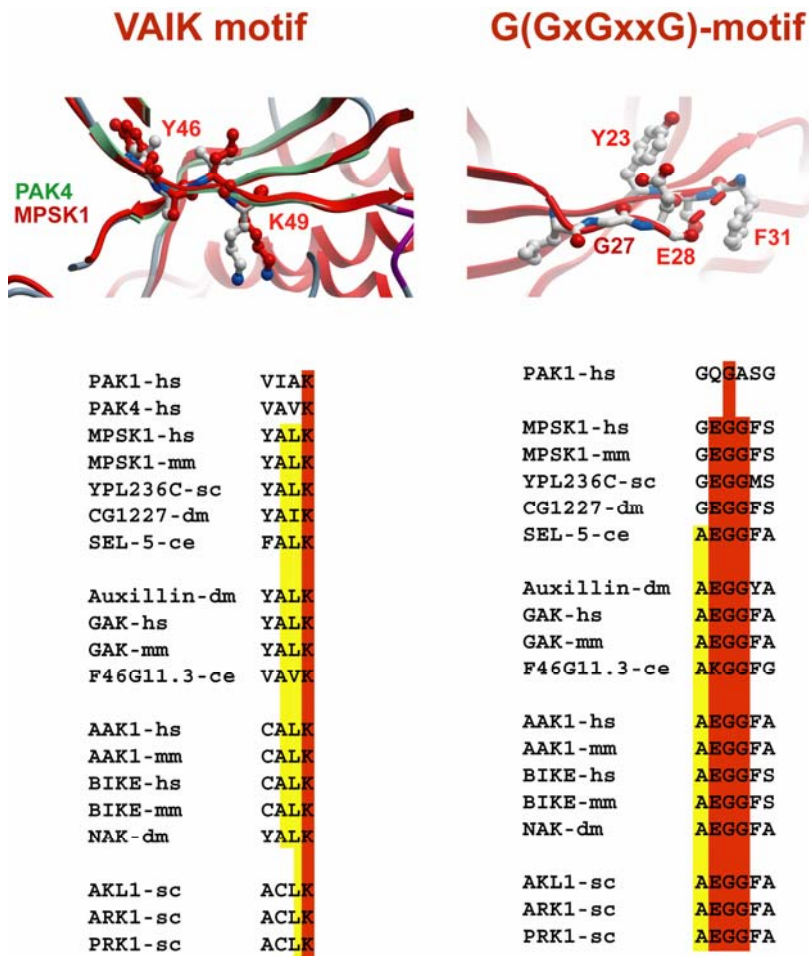 VAIK motif
G(GxGxxG)-motif
Y46
PAK4
MPSK1
K49
Y23
G27
E28
F31
PAK1-hs VIAK
PAK4-hs VAVK
MPSK1-hs YALK
MPSK1-mm YALK
YPL236C-sc YALK
CG1227-dm YAIK
SEL-5-ce FALK
Auxillin-dm YALK
GAK-hs YALK
GAK-mm YALK
F46G11.3-ce VAVK
AAK1-hs CALK
AAK1-mm CALK
BIKE-hs CALK
BIKE-mm CALK
NAK-dm YALK
AKL1-sc ACLK
ARK1-sc ACLK
PRK1-sc ACLK
PAK1-hs GQGASG
MPSK1-hs GEGGFS
MPSK1-mm GEGGFS
YPL236C-sc GEGGMS
CG1227-dm GEGGFS
SEL-5-ce AEGGFA
Auxillin-dm AEGGYA
GAK-hs AEGGFA
GAK-mm AEGGFA
F46G11.3-ce AKGGFG
AAK1-hs AEGGFA
AAK1-mm AEGGFA
BIKE-hs AEGGFS
BIKE-mm AEGGFS
NAK-dm AEGGFA
AKL1-sc AEGGFA
ARK1-sc AEGGFA
PRK1-sc AEGGFA